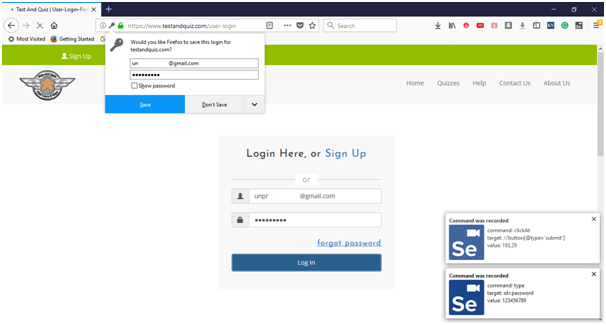 Test And Quiz | User-Login-For
https://www.testandquiz.com/user-login
Search
Most Visited
Getting Started
Would you like Firefox to save this login for
testandquiz.com?
un @gmail.com
•••••••••
Show password
Save
Don't Save
Sign Up
Home
Quizzes
Help
Contact Us
About Us
Login Here, or Sign Up
or
unpr @gmail.com
•••••••••
forgot password
Log In
Command was recorded
command: clickAt
target: //button[@type='submit']
value: 193,29
Se
Command was recorded
command: type
target: id=password
value: 123456789
Se